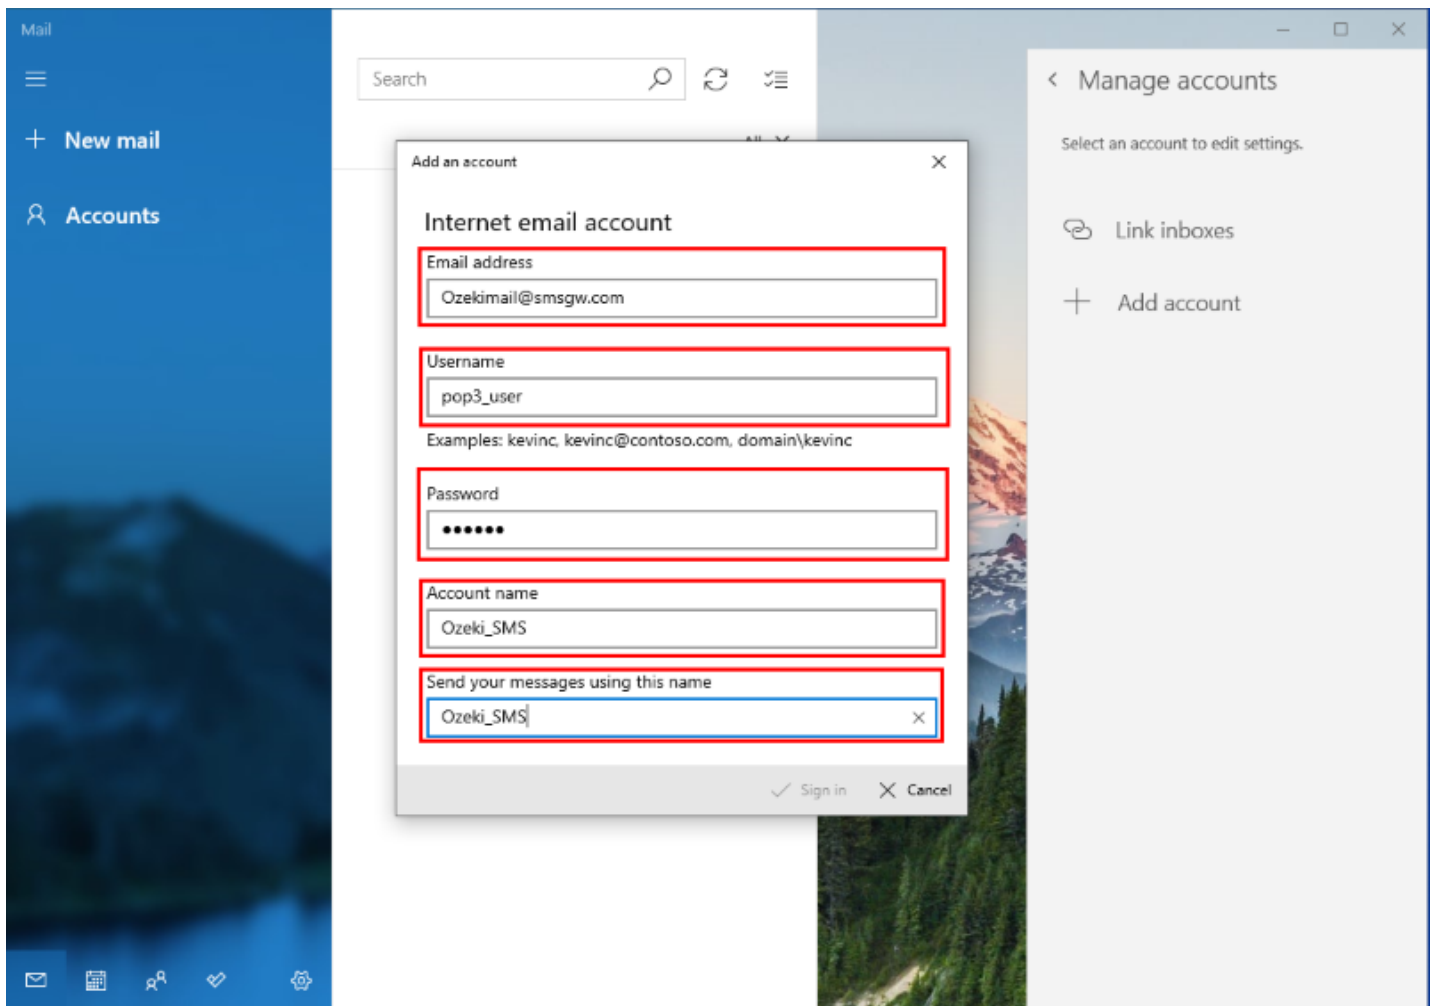 Mail
New mail
Accounts
Search
Add an account
Internet email account
Email address
Ozekimail@smsgw.com
Username
pop3_user
Examples: kevinc, kevinc@contoso.com, domain\kevinc
Password
••••••
Account name
Ozeki_SMS
Send your messages using this name
Ozeki_SMS
Sign in
Cancel
Manage accounts
Select an account to edit settings.
Link inboxes
Add account